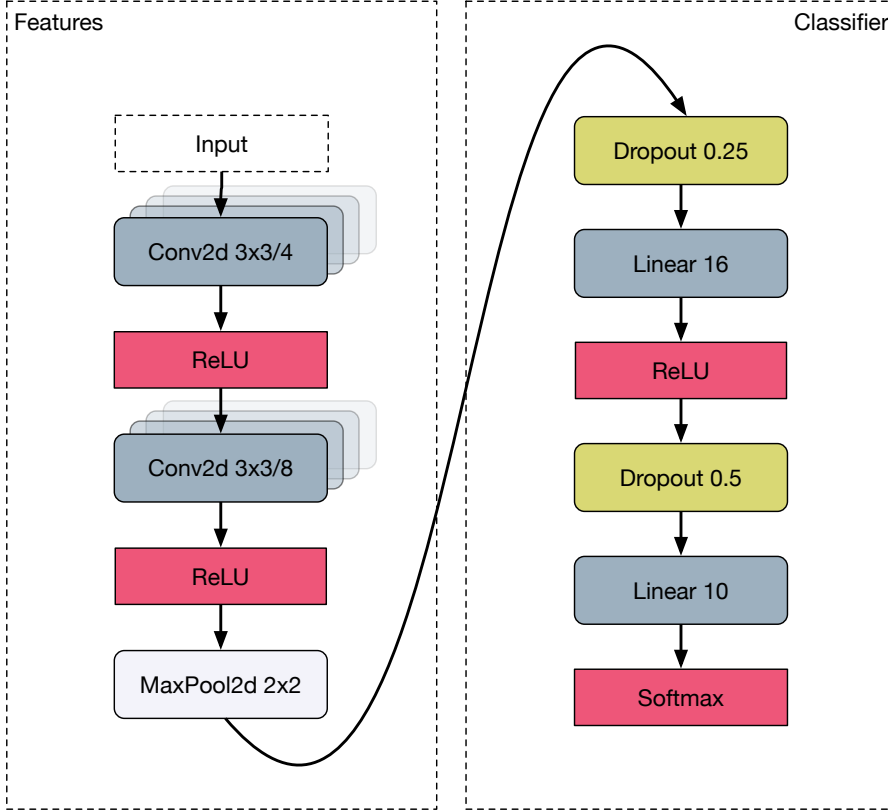 Features
Input
Conv2d 3x3/4
ReLU
Conv2d 3x3/8
ReLU
MaxPool2d 2x2
Classifier
Dropout 0.25
Linear 16
ReLU
Dropout 0.5
Linear 10
Softmax